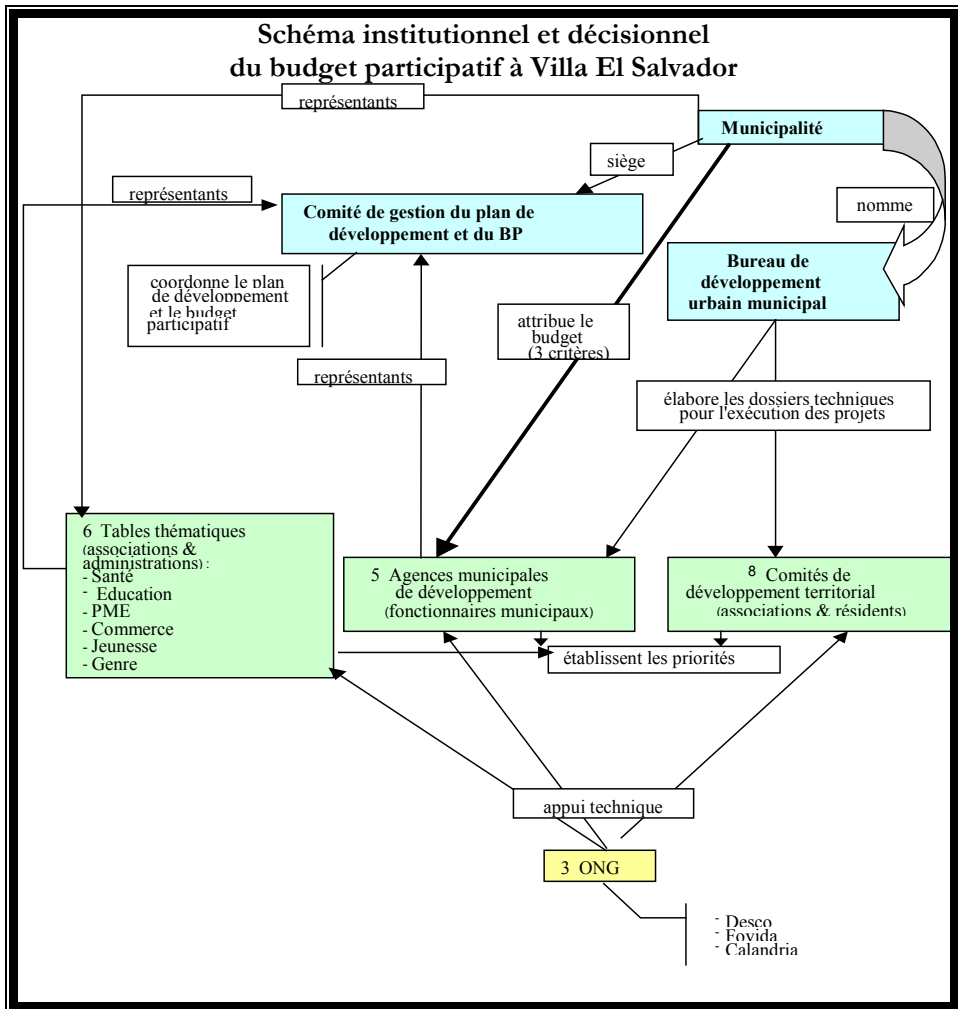 Schéma institutionnel et décisionnel
du budget participatif à Villa El Salvador
représentants
Municipalité
siège
représentants
nomme
Comité de gestion du plan de
développement et du BP
Bureau de
développement
urbain municipal
coordonne le plan
de développement
et le budget
participatif
attribue le
budget
(3 critères)
représentants
élabore les dossiers techniques
pour l'exécution des projets
6 Tables thématiques
(associations &
administrations) :
- Santé
- Education
- PME
- Commerce
- Jeunesse
- Genre
5 Agences municipales
de développement
(fonctionnaires municipaux)
8 Comités de
développement territorial
(associations & résidents)
établissent les priorités
appui technique
3 ONG
- Desco
- Fovida
- Calandria